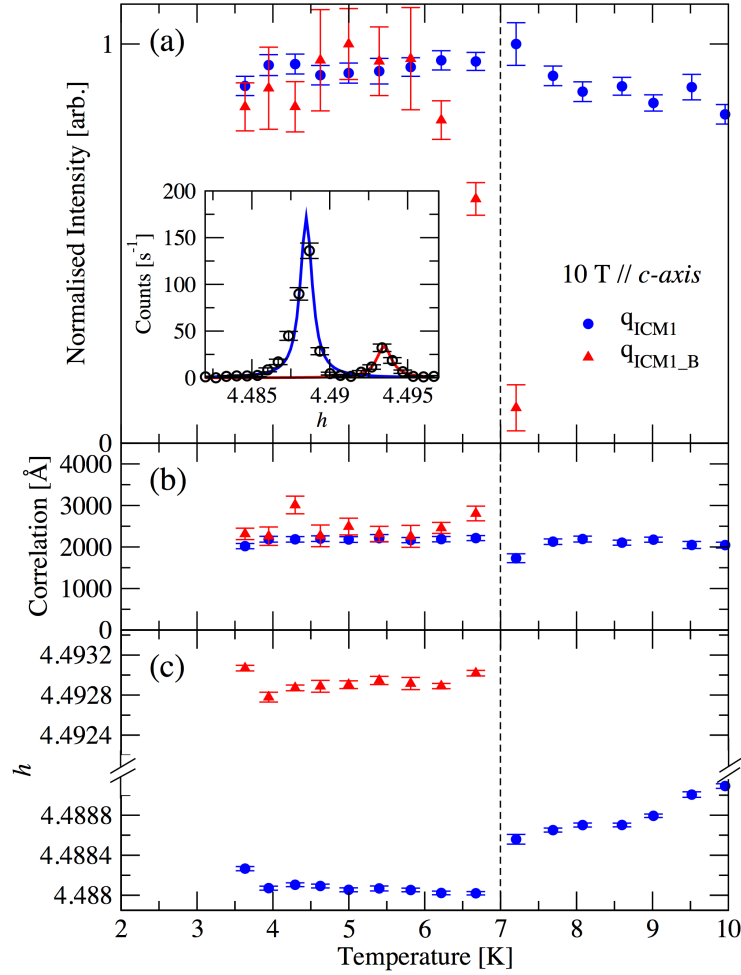 (a)
1
0
Normalised Intensity [arb.]
200
150
100
50
0
Counts [s⁻¹]
4.485
4.49
4.495
h
10 T // c-axis
q_ICM1
q_ICM1_B
(b)
4000
3000
2000
1000
0
Correlation [Å]
(c)
4.4932
4.4928
4.4924
4.4888
4.4884
4.488
h
2
3
4
5
6
7
8
9
10
Temperature [K]